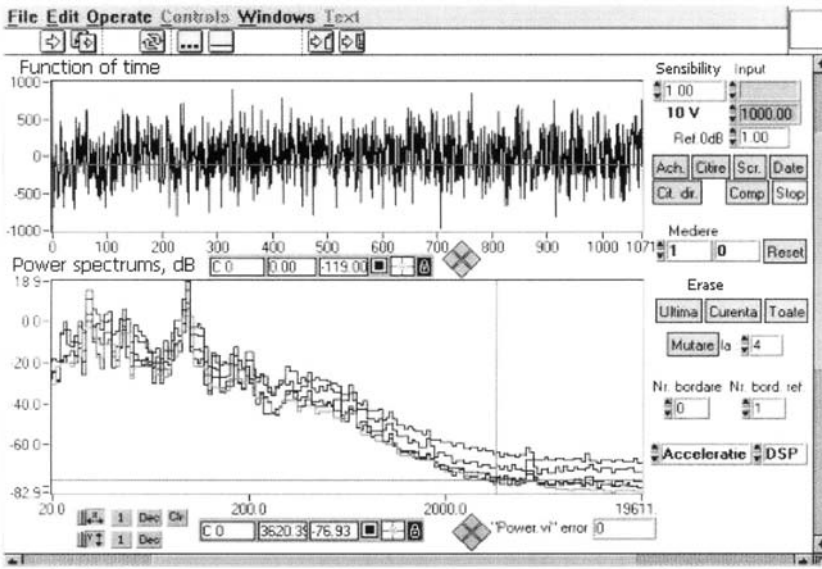 File Edit Operate Controls Windows Text
Function of time
1000
500
0
-500
-1000
0 100 200 300 400 500 600 700 800 900 1000 1071
Power spectrums, dB
C 0 0.00 -119.00
18.9
0.0
-20.0
-40.0
-60.0
-82.9
20.0 200.0 2000.0 19611.
1 Dec Clr
1 Dec
C 0 3620.39 -76.93
"Power.vi" error 0
Sensibility Input
1.00
10 V 1000.00
Ref.0dB 1.00
Ach. Citire Scr. Date
Cit. dir. Comp Stop
Mediere
1 0 Reset
Erase
Ultima Curenta Toate
Mutare la 4
Nr. bordare Nr. bord. ref.
0 1
Acceleratie DSP